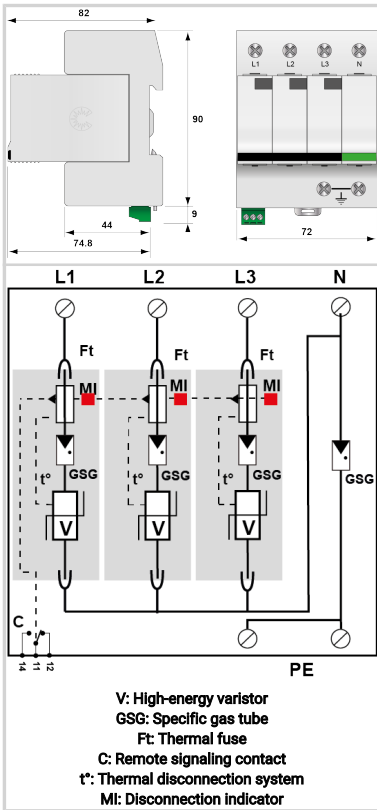 82
L1 L2 L3 N
90
9
44
74.8
72
L1 L2 L3 N
Ft Ft Ft
MI MI MI
t° GSG t° GSG t° GSG GSG
V V V
C
14 11 12
PE
V: High-energy varistor
GSG: Specific gas tube
Ft: Thermal fuse
C: Remote signaling contact
t°: Thermal disconnection system
MI: Disconnection indicator